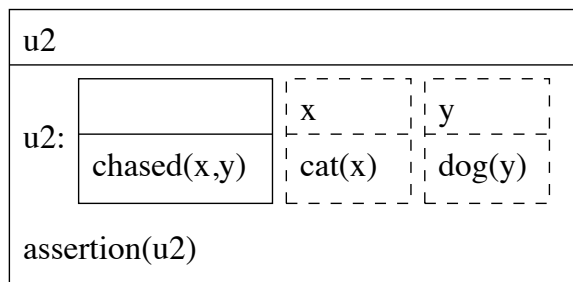 u2
x y
u2:
chased(x,y) cat(x) dog(y)
assertion(u2)